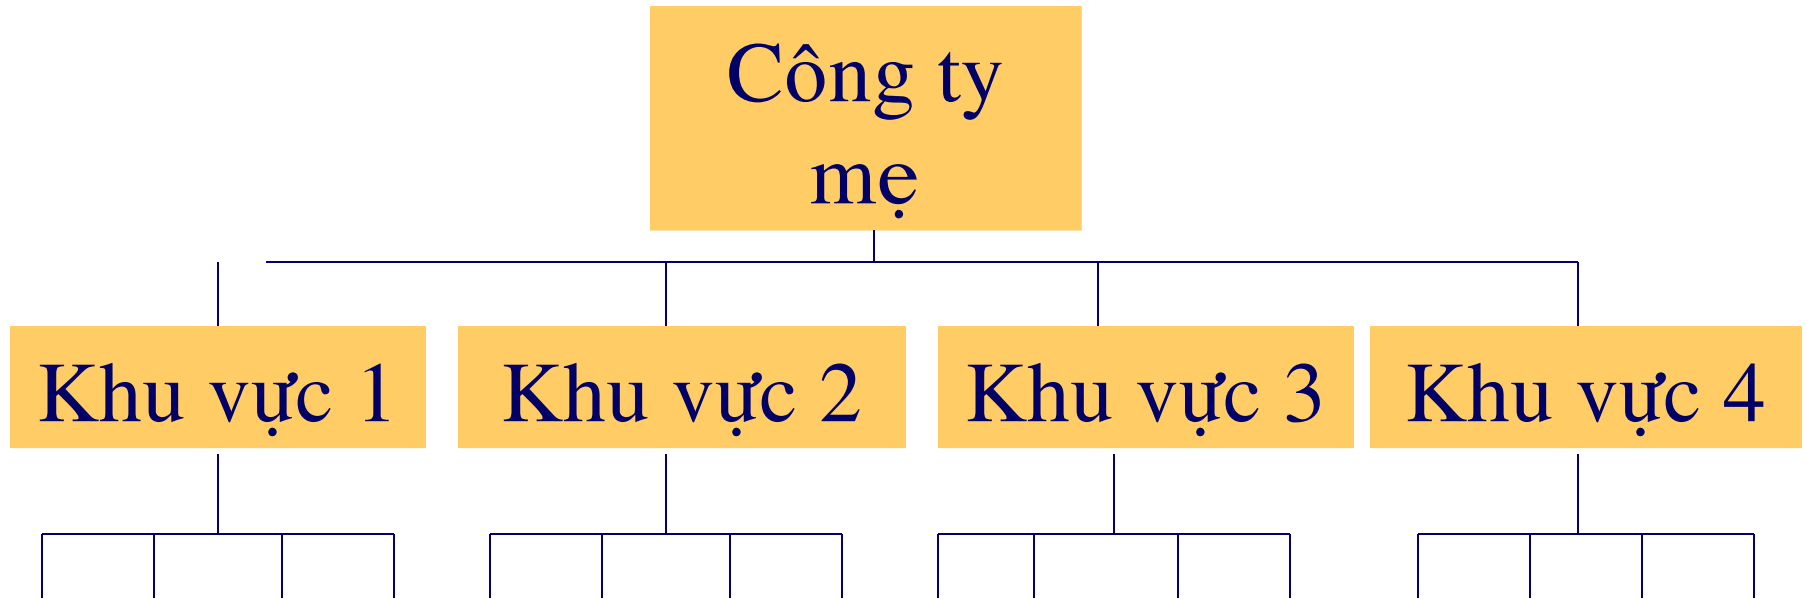 Công ty
mẹ
Khu vực 1
Khu vực 2
Khu vực 3
Khu vực 4